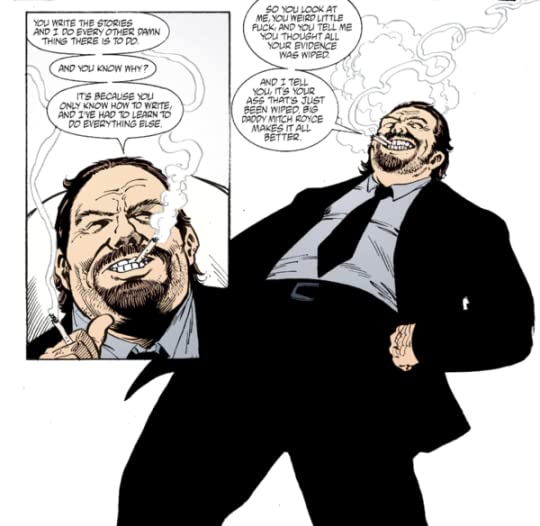 YOU WRITE THE STORIES
AND I DO EVERY OTHER DAMN
THING THERE IS TO DO.
AND YOU KNOW WHY?
IT'S BECAUSE YOU
ONLY KNOW HOW TO WRITE,
AND I'VE HAD TO LEARN TO
DO EVERYTHING ELSE.
SO YOU LOOK AT
ME, YOU WEIRD LITTLE
FUCK, AND YOU TELL ME
YOU THOUGHT ALL
YOUR EVIDENCE
WAS WIPED.
AND I TELL
YOU, IT'S YOUR
ASS THAT'S JUST
BEEN WIPED. BIG
DADDY MITCH ROYCE
MAKES IT ALL
BETTER.